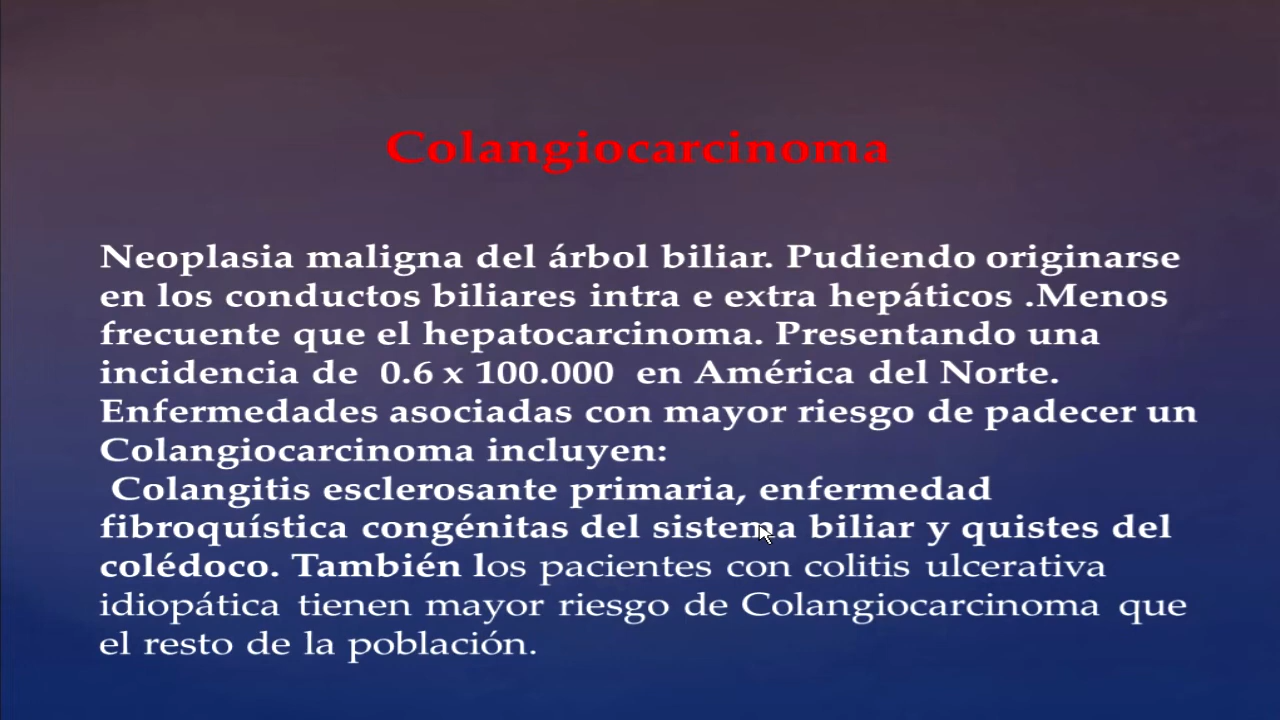 Colangiocarcinoma
Neoplasia maligna del árbol biliar. Pudiendo originarse
en los conductos biliares intra e extra hepáticos .Menos
frecuente que el hepatocarcinoma. Presentando una
incidencia de  0.6 x 100.000  en América del Norte.
Enfermedades asociadas con mayor riesgo de padecer un
Colangiocarcinoma incluyen:
Colangitis esclerosante primaria, enfermedad
fibroquística congénitas del sistema biliar y quistes del
colédoco. También los pacientes con colitis ulcerativa
idiopática tienen mayor riesgo de Colangiocarcinoma que
el resto de la población.